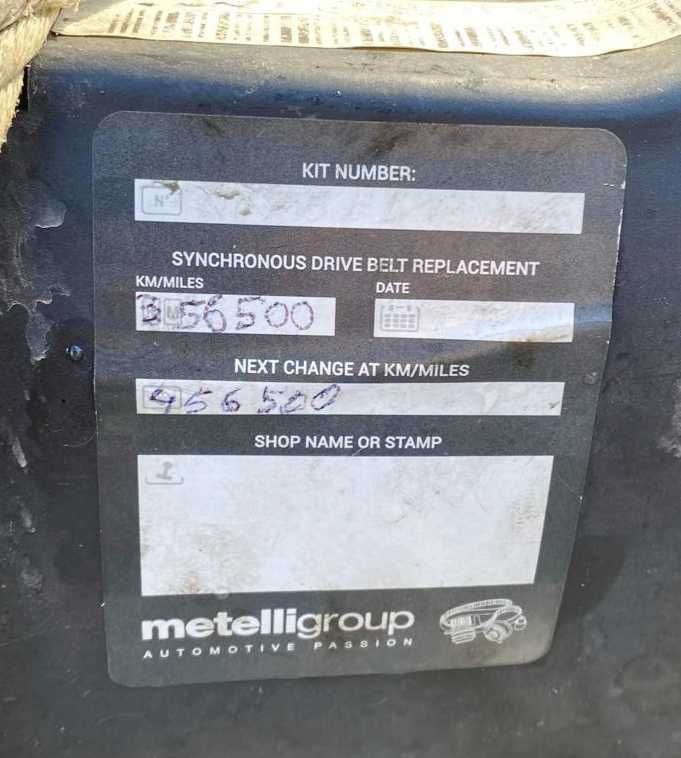 KIT NUMBER:
N°
SYNCHRONOUS DRIVE BELT REPLACEMENT
KM/MILES DATE
356500
NEXT CHANGE AT KM/MILES
456500
SHOP NAME OR STAMP
metelligroup
AUTOMOTIVE PASSION